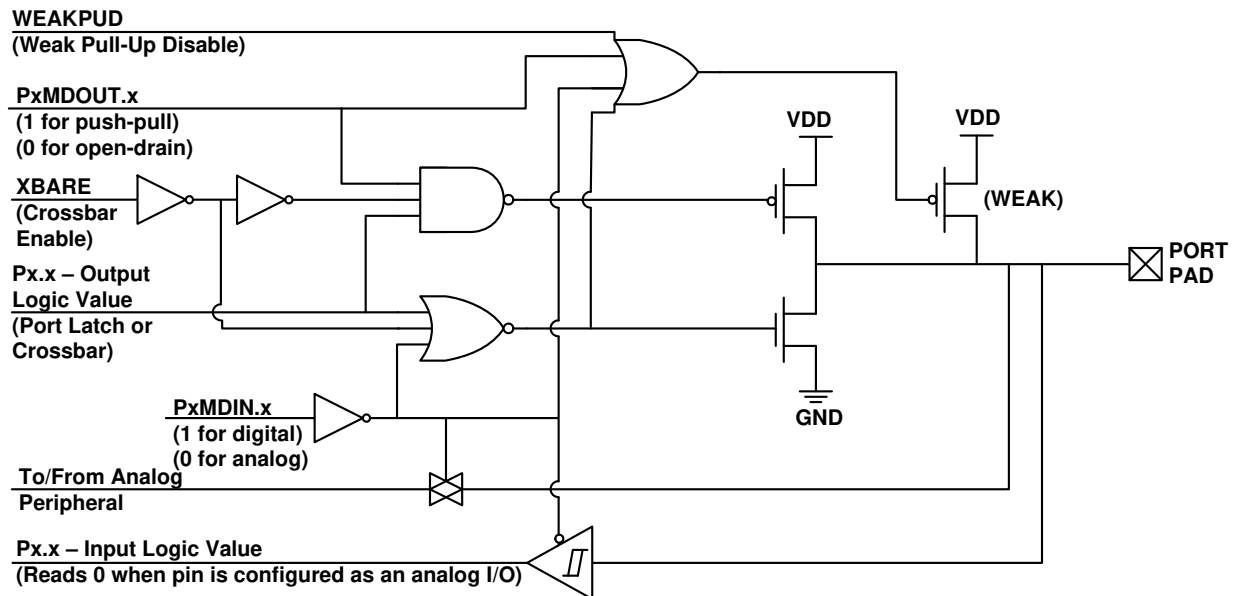 WEAKPUD
(Weak Pull-Up Disable)
PxMDOUT.x
(1 for push-pull)
(0 for open-drain)
XBARE
(Crossbar
Enable)
Px.x – Output
Logic Value
(Port Latch or
Crossbar)
PxMDIN.x
(1 for digital)
(0 for analog)
To/From Analog
Peripheral
Px.x – Input Logic Value
(Reads 0 when pin is configured as an analog I/O)
VDD
VDD
(WEAK)
GND
PORT
PAD